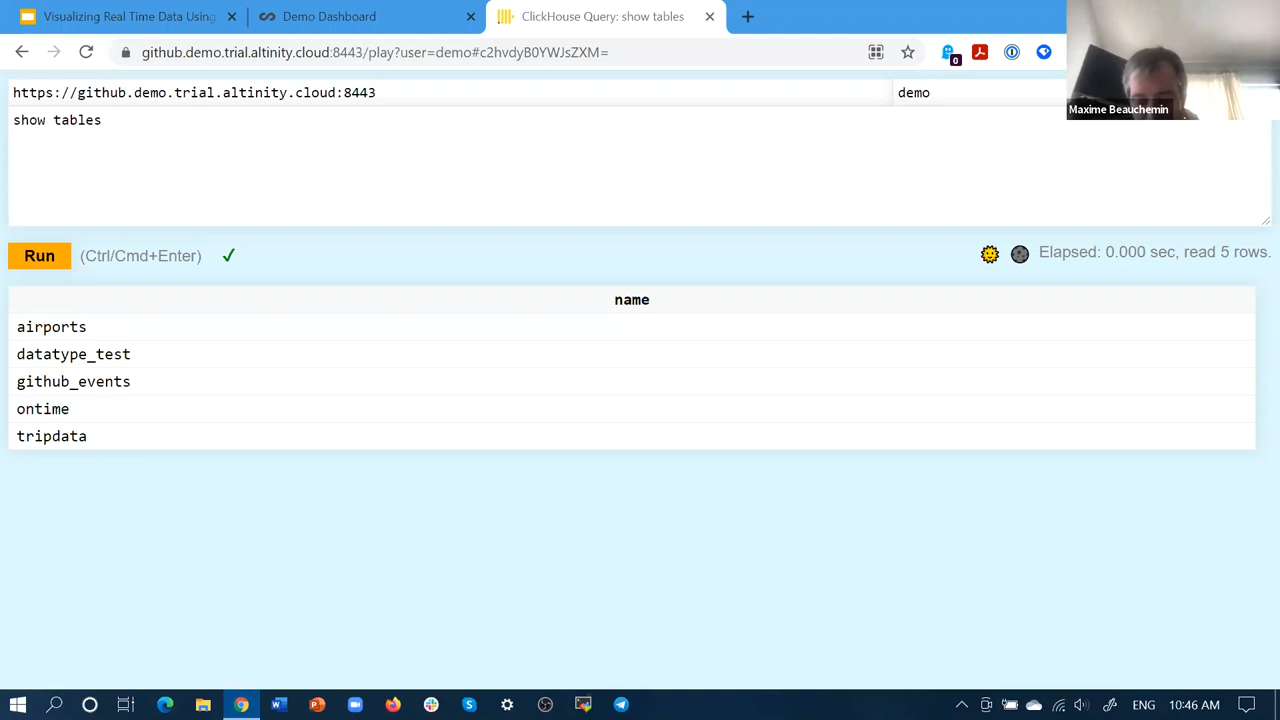 Visualizing Real Time Data Using
Demo Dashboard
ClickHouse Query: show tables
github.demo.trial.altinity.cloud:8443/play?user=demo#c2hvdyB0YWJsZXM=
0
Maxime Beauchemin
https://github.demo.trial.altinity.cloud:8443
demo
show tables
Run
(Ctrl/Cmd+Enter)
✓
Elapsed: 0.000 sec, read 5 rows.
name
airports
datatype_test
github_events
ontime
tripdata
ENG
10:46 AM